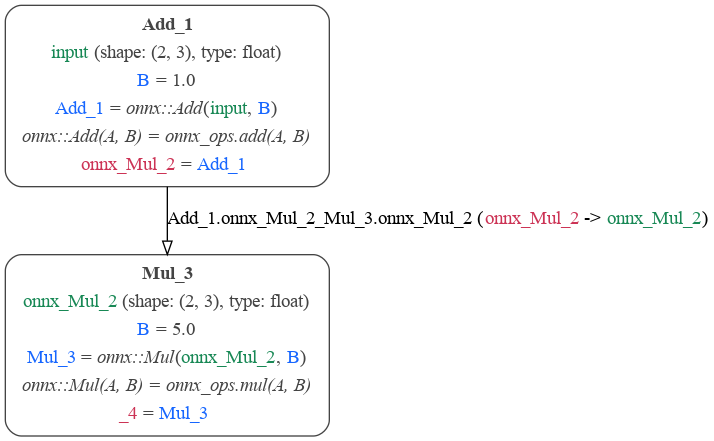 Add_1
input (shape: (2, 3), type: float)
B = 1.0
Add_1 = onnx::Add(input, B)
onnx::Add(A, B) = onnx_ops.add(A, B)
onnx_Mul_2 = Add_1
Add_1.onnx_Mul_2_Mul_3.onnx_Mul_2 (onnx_Mul_2 -> onnx_Mul_2)
Mul_3
onnx_Mul_2 (shape: (2, 3), type: float)
B = 5.0
Mul_3 = onnx::Mul(onnx_Mul_2, B)
onnx::Mul(A, B) = onnx_ops.mul(A, B)
_4 = Mul_3